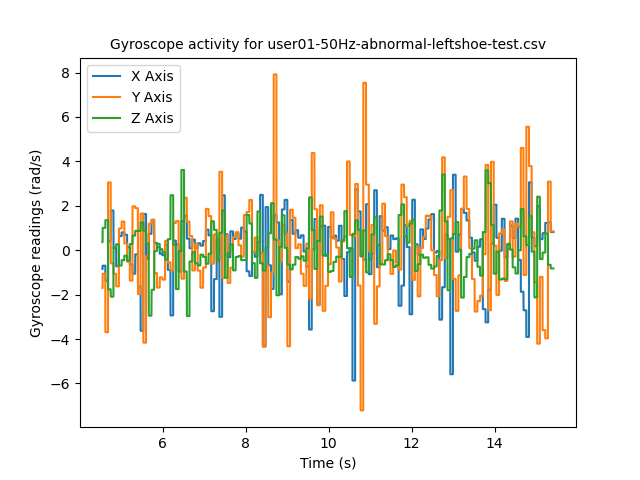 Gyroscope activity for user01-50Hz-abnormal-leftshoe-test.csv
X Axis
Y Axis
Z Axis
Gyroscope readings (rad/s)
8
6
4
2
0
−2
−4
−6
6 8 10 12 14
Time (s)